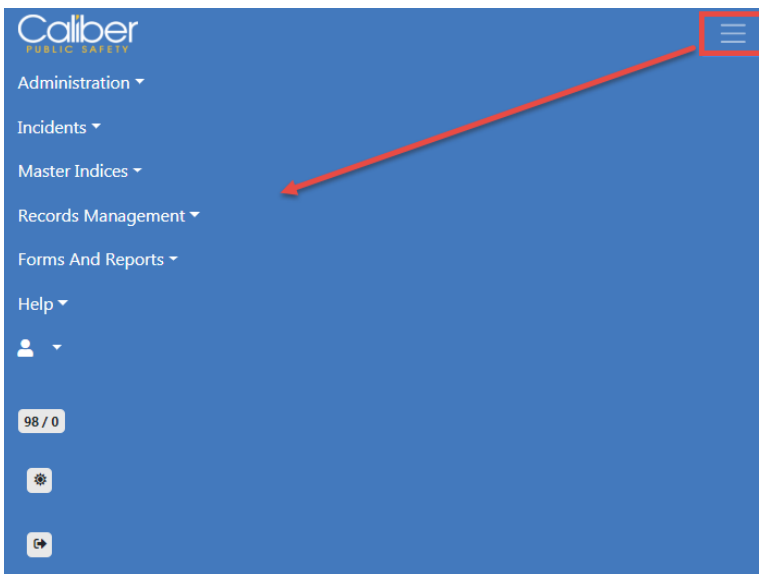 Caliber
PUBLIC SAFETY
Administration
Incidents
Master Indices
Records Management
Forms And Reports
Help
98 / 0